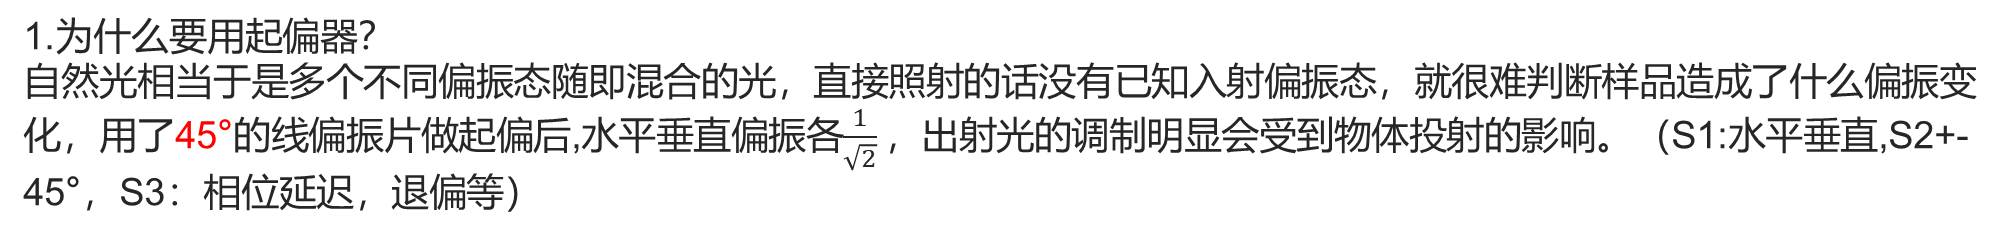 1.为什么要用起偏器？
自然光相当于是多个不同偏振态随即混合的光，直接照射的话没有已知入射偏振态，就很难判断样品造成了什么偏振变
化，用了45°的线偏振片做起偏后,水平垂直偏振各1/√2，出射光的调制明显会受到物体投射的影响。（S1:水平垂直,S2+-
45°，S3：相位延迟，退偏等）